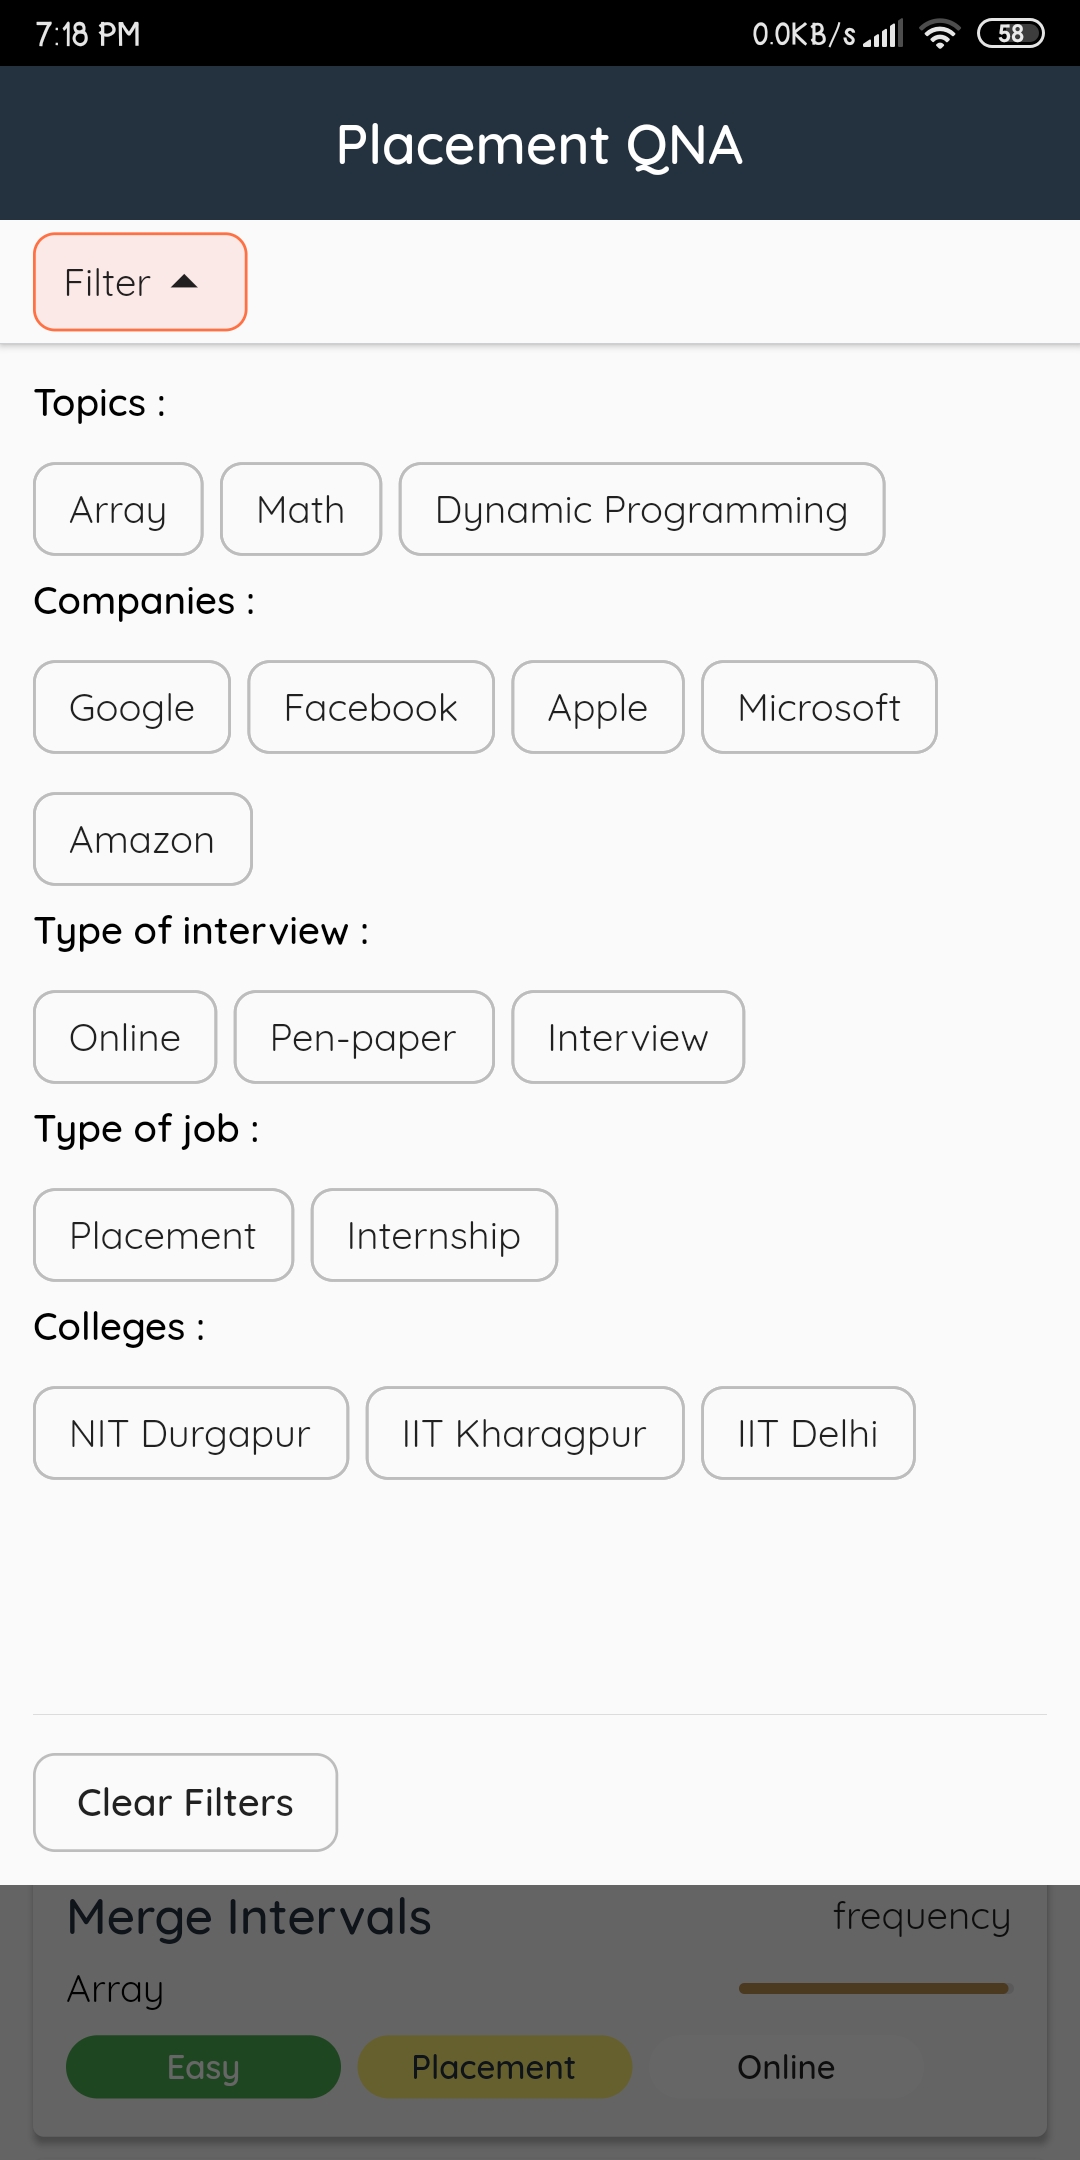 7:18 PM 0.0KB/s 58
Placement QNA
Filter
Topics :
Array Math Dynamic Programming
Companies :
Google Facebook Apple Microsoft
Amazon
Type of interview :
Online Pen-paper Interview
Type of job :
Placement Internship
Colleges :
NIT Durgapur IIT Kharagpur IIT Delhi
Clear Filters
Merge Intervals frequency
Array
Easy Placement Online